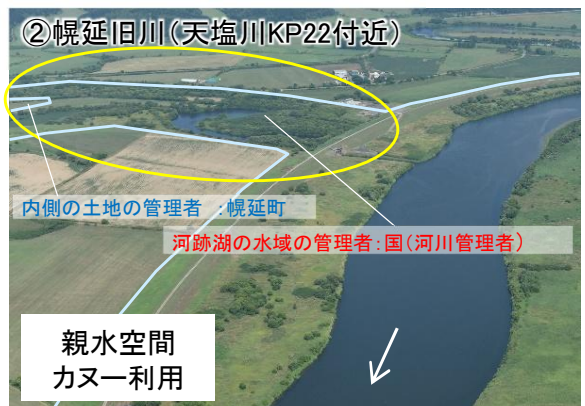 ②幌延旧川(天塩川KP22付近)
内側の土地の管理者 :幌延町
河跡湖の水域の管理者:国(河川管理者)
親水空間
カヌー利用